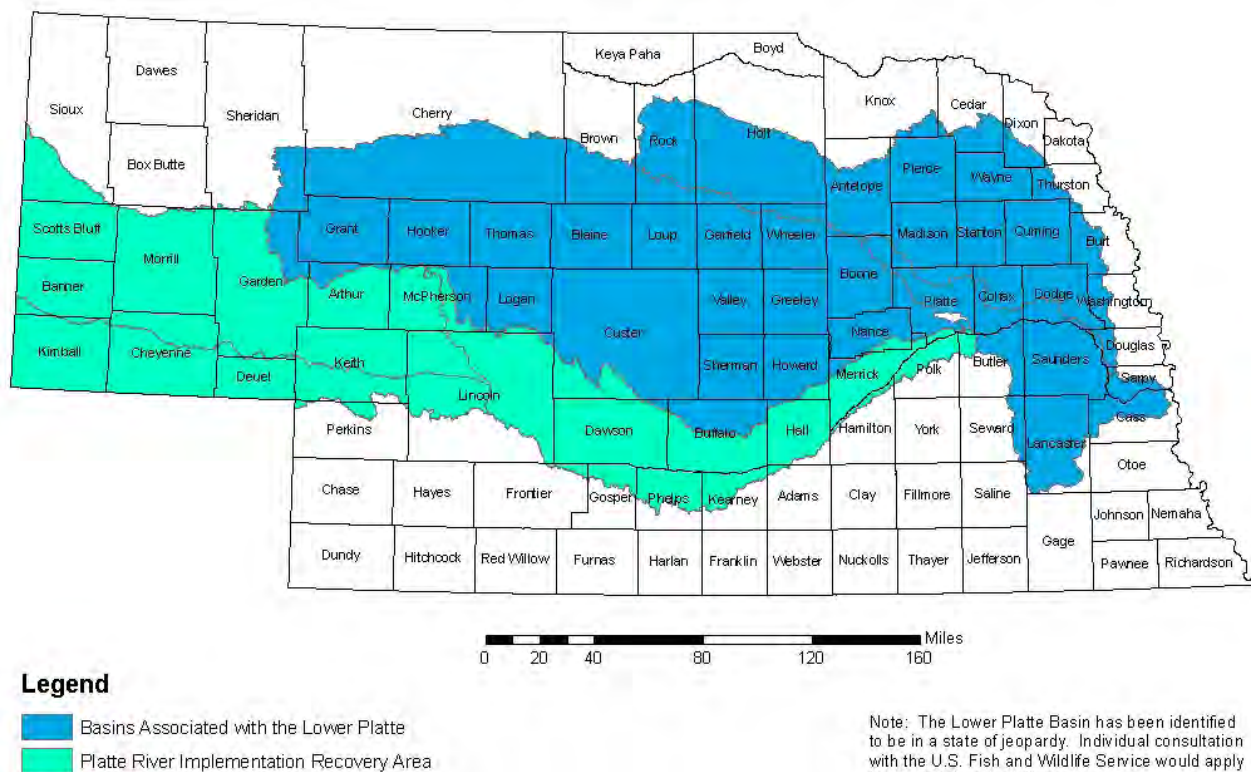 Keya Paha
Boyd
Dawes
Sioux
Sheridan
Cherry
Knox
Cedar
Dixon
Dakota
Brown
Rock
Holt
Box Butte
Antelope
Pierce
Wayne
Thurston
Scotts Bluff
Morrill
Garden
Grant
Hooker
Thomas
Blaine
Loup
Garfield
Wheeler
Madison
Stanton
Cuming
Burt
Banner
Arthur
McPherson
Logan
Custer
Valley
Greeley
Boone
Platte
Colfax
Dodge
Washington
Kimball
Cheyenne
Deuel
Keith
Lincoln
Sherman
Howard
Nance
Merrick
Polk
Butler
Saunders
Douglas
Sarpy
Perkins
Dawson
Buffalo
Hall
Hamilton
York
Seward
Lancaster
Cass
Otoe
Chase
Hayes
Frontier
Gosper
Phelps
Kearney
Adams
Clay
Fillmore
Saline
Johnson
Nemaha
Dundy
Hitchcock
Red Willow
Furnas
Harlan
Franklin
Webster
Nuckolls
Thayer
Jefferson
Gage
Pawnee
Richardson
Miles
0 20 40 80 120 160
Legend
Basins Associated with the Lower Platte
Platte River Implementation Recovery Area
Note: The Lower Platte Basin has been identified
to be in a state of jeopardy. Individual consultation
with the U.S. Fish and Wildlife Service would apply